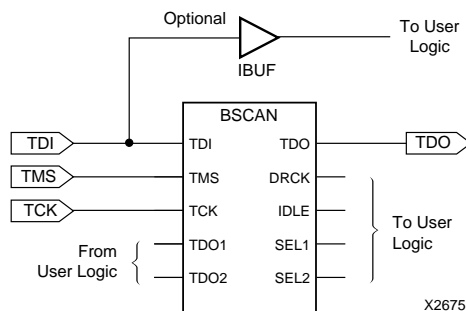 Optional
To User
Logic
IBUF
BSCAN
TDI TDI TDO TDO
TMS TMS DRCK
TCK TCK IDLE
To User
Logic
From
User Logic
TDO1 SEL1
TDO2 SEL2
X2675